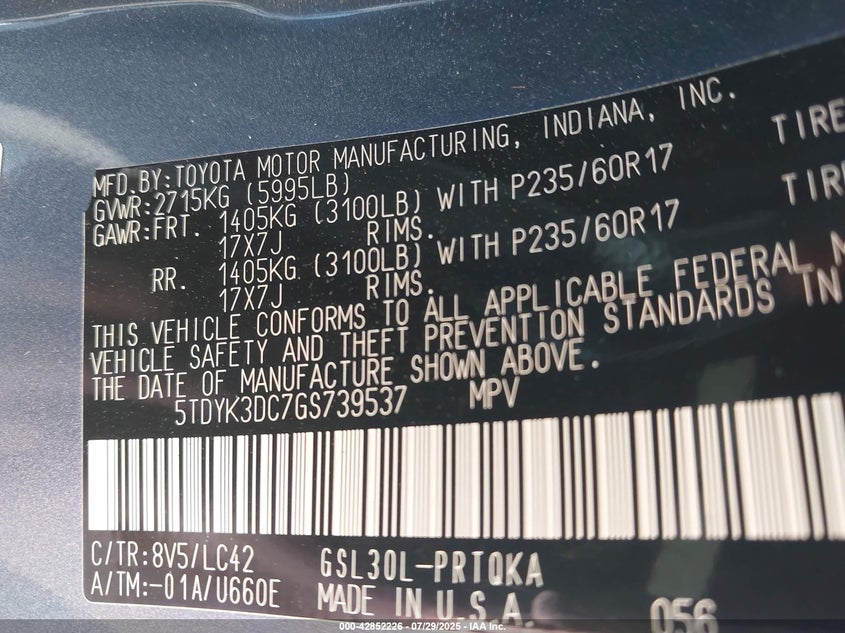 MFD.BY:TOYOTA MOTOR MANUFACTURING, INDIANA, INC.
GVWR:2715KG (5995LB)
GAWR:FRT. 1405KG (3100LB) WITH P235/60R17 TIRE
17X7J RIMS.
RR. 1405KG (3100LB) WITH P235/60R17 TIRE
17X7J RIMS.
THIS VEHICLE CONFORMS TO ALL APPLICABLE FEDERAL M
VEHICLE SAFETY AND THEFT PREVENTION STANDARDS IN
THE DATE OF MANUFACTURE SHOWN ABOVE.
5TDYK3DC7GS739537 MPV
C/TR:8V5/LC42 GSL30L-PRTQKA
A/TM:-01A/U660E MADE IN U.S.A. 056
000-42852226 - 07/29/2025 - IAA Inc.